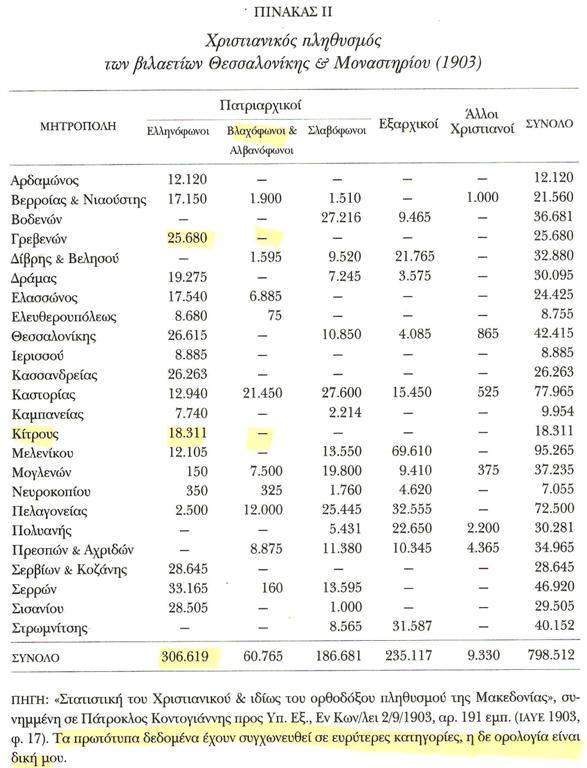 ΠΙΝΑΚΑΣ ΙΙ
Χριστιανικός πληθυσμός
των βιλαετίων Θεσσαλονίκης & Μοναστηρίου (1903)
Πατριαρχικοί
ΜΗΤΡΟΠΟΛΗ Ελληνόφωνοι Βλαχόφωνοι & Αλβανόφωνοι Σλαβόφωνοι Εξαρχικοί Άλλοι Χριστιανοί ΣΥΝΟΛΟ
Αρδαμώνος 12.120 – – – – 12.120
Βερροίας & Νιαούστης 17.150 1.900 1.510 – 1.000 21.560
Βοδενών – – 27.216 9.465 – 36.681
Γρεβενών 25.680 – – – – 25.680
Δίβρης & Βελησού – 1.595 9.520 21.765 – 32.880
Δράμας 19.275 – 7.245 3.575 – 30.095
Ελασσώνος 17.540 6.885 – – – 24.425
Ελευθερουπόλεως 8.680 75 – – – 8.755
Θεσσαλονίκης 26.615 – 10.850 4.085 865 42.415
Ιερισσού 8.885 – – – – 8.885
Κασσανδρείας 26.263 – – – – 26.263
Καστορίας 12.940 21.450 27.600 15.450 525 77.965
Καμπανείας 7.740 – 2.214 – – 9.954
Κίτρους 18.311 – – – – 18.311
Μελενίκου 12.105 – 13.550 69.610 – 95.265
Μογλενών 150 7.500 19.800 9.410 375 37.235
Νευροκοπίου 350 325 1.760 4.620 – 7.055
Πελαγονείας 2.500 12.000 25.445 32.555 – 72.500
Πολυανής – – 5.431 22.650 2.200 30.281
Πρεσπών & Αχριδών – 8.875 11.380 10.345 4.365 34.965
Σερβίων & Κοζάνης 28.645 – – – – 28.645
Σερρών 33.165 160 13.595 – – 46.920
Σισανίου 28.505 – 1.000 – – 29.505
Στρωμνίτσης – – 8.565 31.587 – 40.152
ΣΥΝΟΛΟ 306.619 60.765 186.681 235.117 9.330 798.512
ΠΗΓΗ: «Στατιστική του Χριστιανικού & ιδίως του ορθοδόξου πληθυσμού της Μακεδονίας», συ-
νημμένη σε Πάτροκλος Κοντογιάννης προς Υπ. Εξ., Εν Κων/λει 2/9/1903, αρ. 191 εμπ. (ΙΑΥΕ 1903,
φ. 17). Τα πρωτότυπα δεδομένα έχουν συγχωνευθεί σε ευρύτερες κατηγορίες, η δε ορολογία είναι
δική μου.